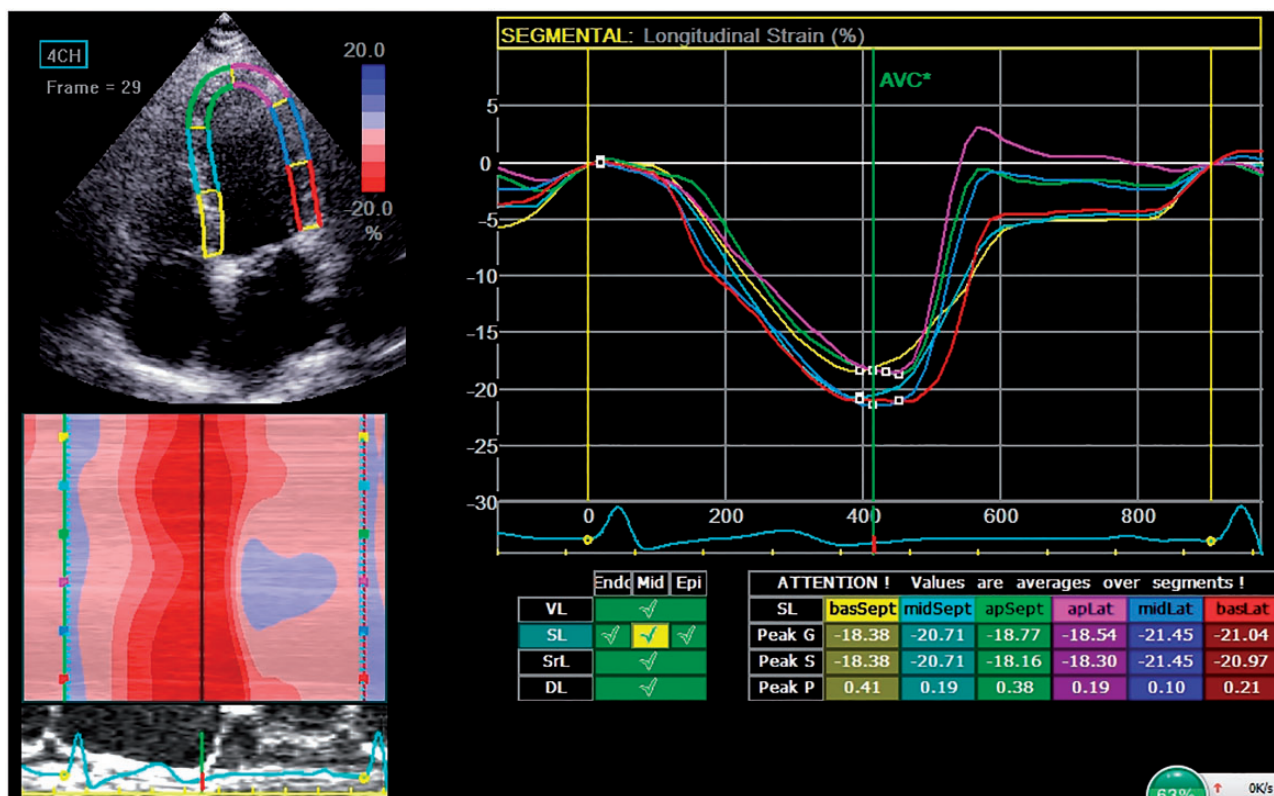 4CH
Frame = 29
20.0
-20.0
%
SEGMENTAL: Longitudinal Strain (%)
AVC*
5
0
-5
-10
-15
-20
-25
-30
0 200 400 600 800
Endo Mid Epi
VL
SL
SrL
DL
ATTENTION ! Values are averages over segments !
SL basSept midSept apSept apLat midLat basLat
Peak G -18.38 -20.71 -18.77 -18.54 -21.45 -21.04
Peak S -18.38 -20.71 -18.16 -18.30 -21.45 -20.97
Peak P 0.41 0.19 0.38 0.19 0.10 0.21
63% ↑ 0K/s